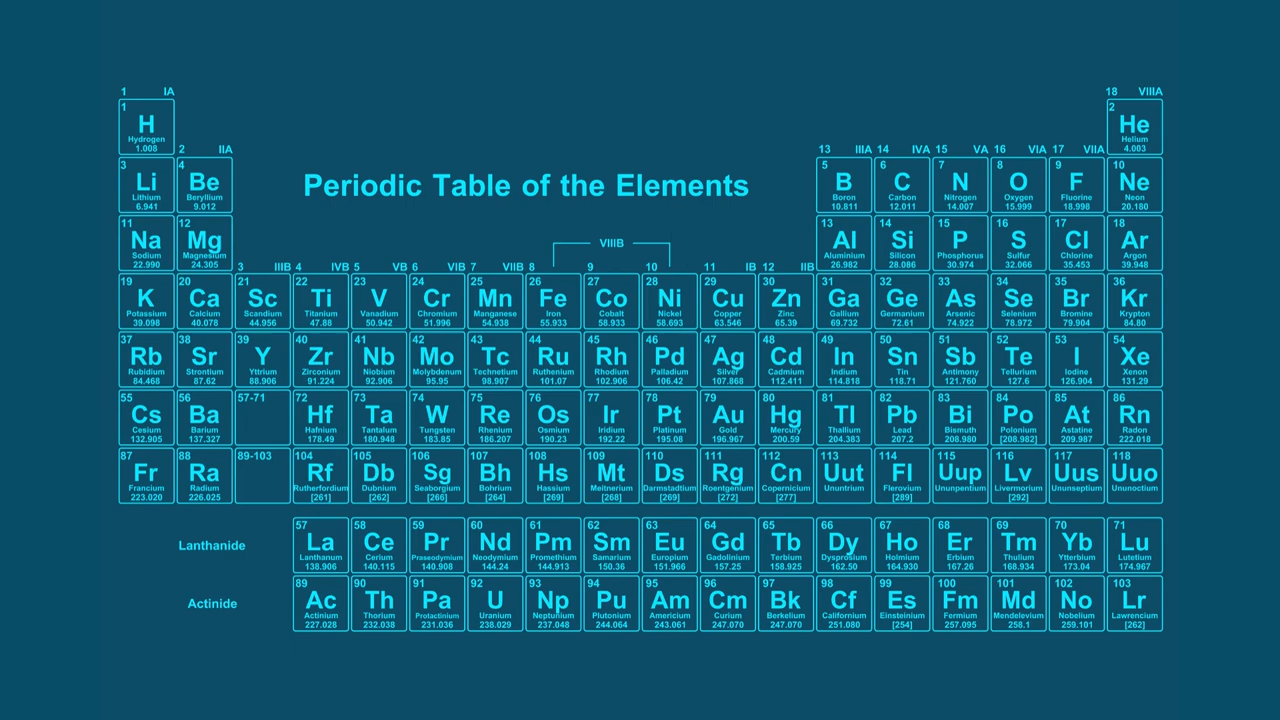 1 IA 18 VIIIA
1 2
H He
Hydrogen Helium
1.008 4.003
2 IIA 13 IIIA 14 IVA 15 VA 16 VIA 17 VIIA
3 4 5 6 7 8 9 10
Li Be B C N O F Ne
Lithium Beryllium Boron Carbon Nitrogen Oxygen Fluorine Neon
6.941 9.012 10.811 12.011 14.007 15.999 18.998 20.180
Periodic Table of the Elements
11 12 13 14 15 16 17 18
Na Mg Al Si P S Cl Ar
Sodium Magnesium Aluminium Silicon Phosphorus Sulfur Chlorine Argon
22.990 24.305 26.982 28.086 30.974 32.066 35.453 39.948
VIIIB
3 IIIB 4 IVB 5 VB 6 VIB 7 VIIB 8 9 10 11 IB 12 IIB
19 20 21 22 23 24 25 26 27 28 29 30 31 32 33 34 35 36
K Ca Sc Ti V Cr Mn Fe Co Ni Cu Zn Ga Ge As Se Br Kr
Potassium Calcium Scandium Titanium Vanadium Chromium Manganese Iron Cobalt Nickel Copper Zinc Gallium Germanium Arsenic Selenium Bromine Krypton
39.098 40.078 44.956 47.88 50.942 51.996 54.938 55.933 58.933 58.693 63.546 65.39 69.732 72.61 74.922 78.972 79.904 84.80
37 38 39 40 41 42 43 44 45 46 47 48 49 50 51 52 53 54
Rb Sr Y Zr Nb Mo Tc Ru Rh Pd Ag Cd In Sn Sb Te I Xe
Rubidium Strontium Yttrium Zirconium Niobium Molybdenum Technetium Ruthenium Rhodium Palladium Silver Cadmium Indium Tin Antimony Tellurium Iodine Xenon
84.468 87.62 88.906 91.224 92.906 95.95 98.907 101.07 102.906 106.42 107.868 112.411 114.818 118.71 121.760 127.6 126.904 131.29
55 56 57-71 72 73 74 75 76 77 78 79 80 81 82 83 84 85 86
Cs Ba Hf Ta W Re Os Ir Pt Au Hg Tl Pb Bi Po At Rn
Cesium Barium Hafnium Tantalum Tungsten Rhenium Osmium Iridium Platinum Gold Mercury Thallium Lead Bismuth Polonium Astatine Radon
132.905 137.327 178.49 180.948 183.85 186.207 190.23 192.22 195.08 196.967 200.59 204.383 207.2 208.980 [208.982] 209.987 222.018
87 88 89-103 104 105 106 107 108 109 110 111 112 113 114 115 116 117 118
Fr Ra Rf Db Sg Bh Hs Mt Ds Rg Cn Uut Fl Uup Lv Uus Uuo
Francium Radium Rutherfordium Dubnium Seaborgium Bohrium Hassium Meitnerium Darmstadtium Roentgenium Copernicium Ununtrium Flerovium Ununpentium Livermorium Ununseptium Ununoctium
223.020 226.025 [261] [262] [266] [264] [269] [268] [269] [272] [277] [289] [292]
57 58 59 60 61 62 63 64 65 66 67 68 69 70 71
Lanthanide La Ce Pr Nd Pm Sm Eu Gd Tb Dy Ho Er Tm Yb Lu
Lanthanum Cerium Praseodymium Neodymium Promethium Samarium Europium Gadolinium Terbium Dysprosium Holmium Erbium Thulium Ytterbium Lutetium
138.906 140.115 140.908 144.24 144.913 150.36 151.966 157.25 158.925 162.50 164.930 167.26 168.934 173.04 174.967
89 90 91 92 93 94 95 96 97 98 99 100 101 102 103
Actinide Ac Th Pa U Np Pu Am Cm Bk Cf Es Fm Md No Lr
Actinium Thorium Protactinium Uranium Neptunium Plutonium Americium Curium Berkelium Californium Einsteinium Fermium Mendelevium Nobelium Lawrencium
227.028 232.038 231.036 238.029 237.048 244.064 243.061 247.070 247.070 251.080 [254] 257.095 258.1 259.101 [262]